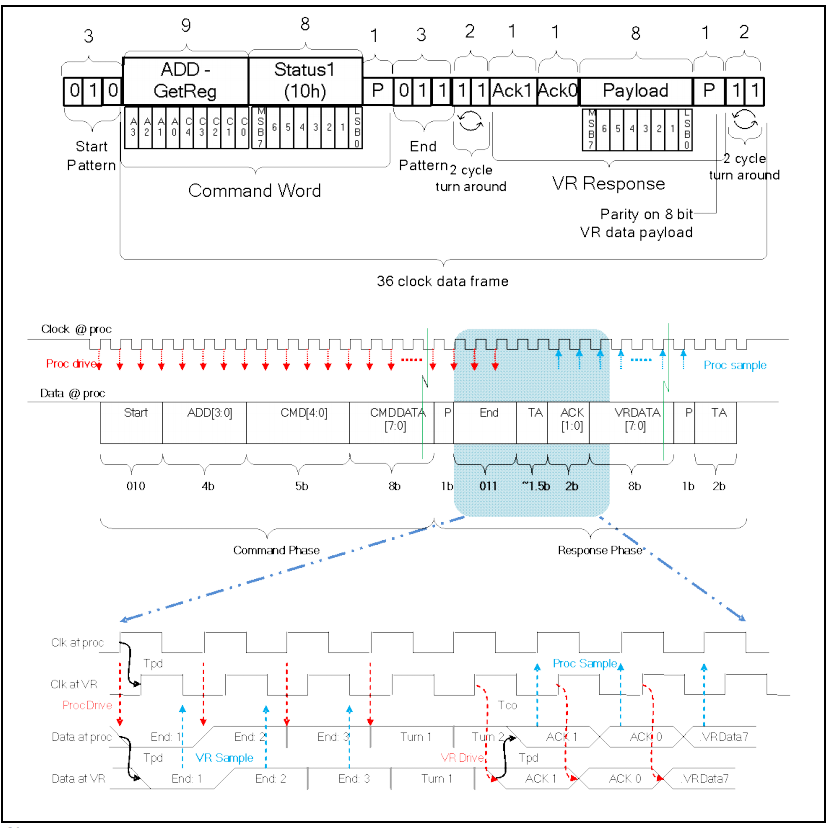 3 9 8 1 3 2 1 1 8 1 2
0 1 0 ADD - GetReg Status1 (10h) P 0 1 1 1 1 Ack1 Ack0 Payload P 1 1
A3 A2 A1 A0 C4 C3 C2 C1 C0 MSB7 6 5 4 3 2 1 LSB0 MSB7 6 5 4 3 2 1 LSB0
Start Pattern
Command Word
End Pattern
2 cycle turn around
VR Response
2 cycle turn around
Parity on 8 bit
VR data payload
36 clock data frame
Clock @ proc
Proc drive
Proc sample
Data @ proc
Start ADD[3:0] CMD[4:0] CMDDATA [7:0] P End TA ACK [1:0] VRDATA [7:0] P TA
010 4b 5b 8b 1b 011 ~1.5b 2b 8b 1b 2b
Command Phase
Response Phase
Clk at proc
Tpd
Proc Sample
Clk at VR
Tco
Proc Drive
Data at proc End: 1 End: 2 End: 3 Turn 1 Turn 2 ACK 1 ACK 0 VRData7
Tpd VR Sample VR Drive Tpd
Data at VR End: 1 End: 2 End: 3 Turn 1 ACK 1 ACK 0 VRData7